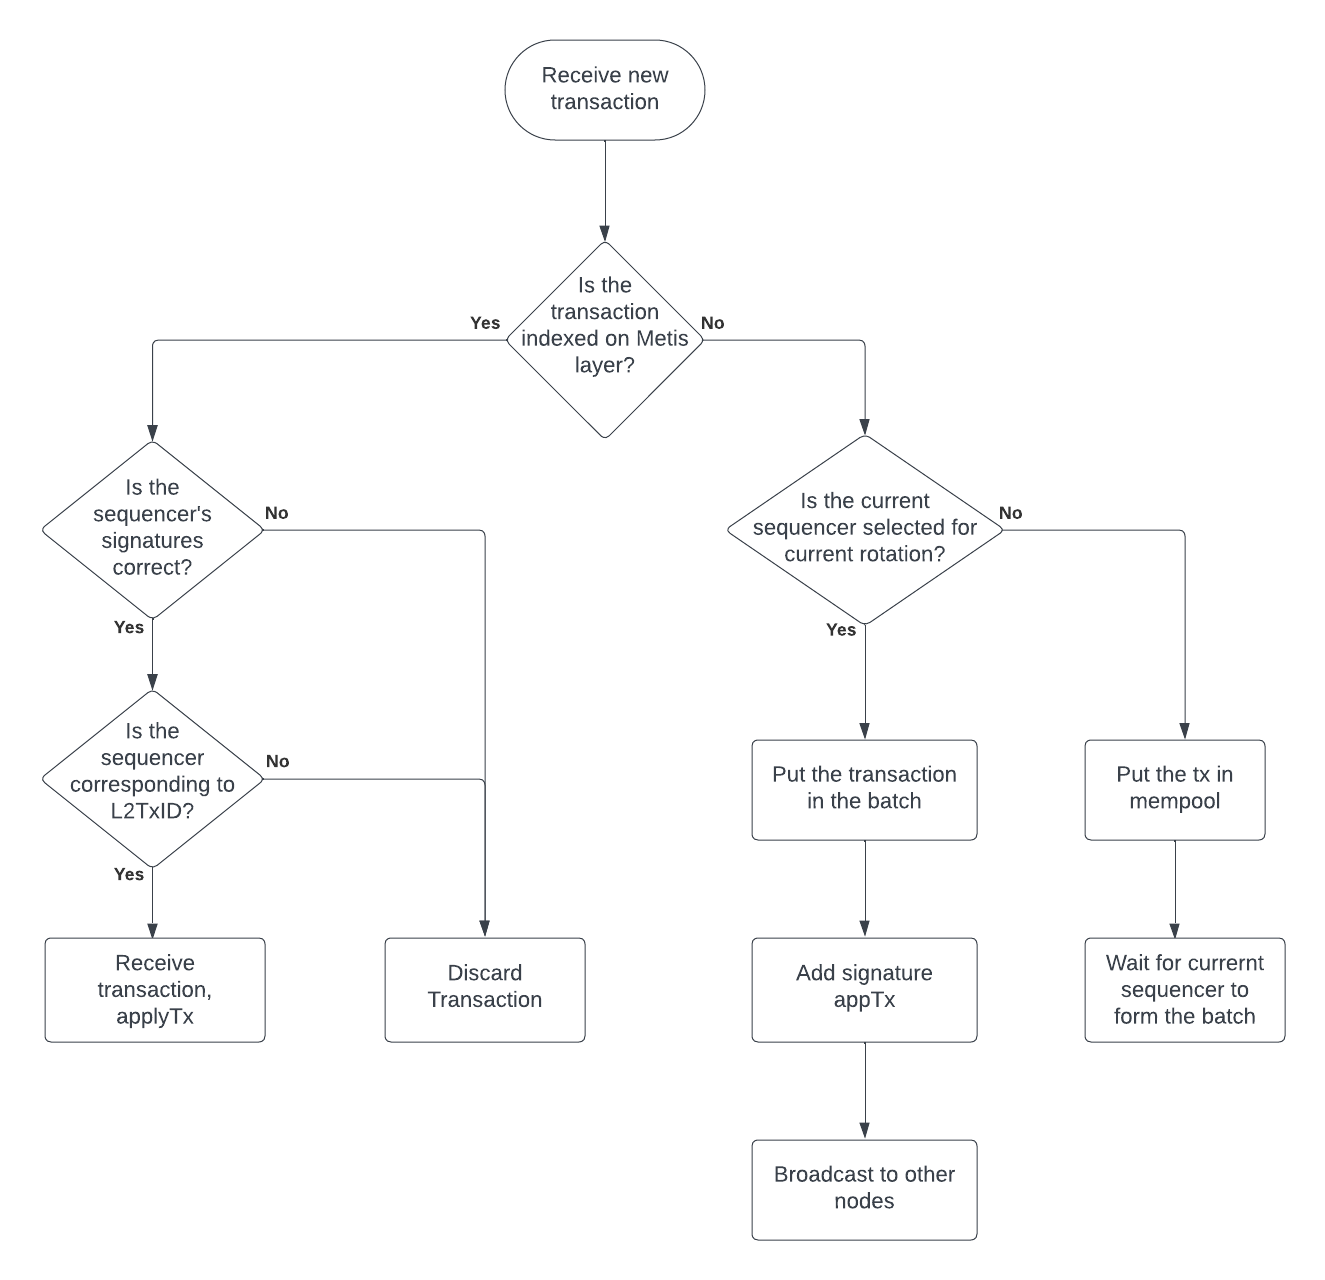 Receive new
transaction
Is the
transaction
indexed on Metis
layer?
Yes
No
Is the
sequencer's
signatures
correct?
No
Yes
Is the current
sequencer selected for
current rotation?
No
Yes
Is the
sequencer
corresponding to
L2TxID?
No
Yes
Put the transaction
in the batch
Put the tx in
mempool
Receive
transaction,
applyTx
Discard
Transaction
Add signature
appTx
Wait for currernt
sequencer to
form the batch
Broadcast to other
nodes